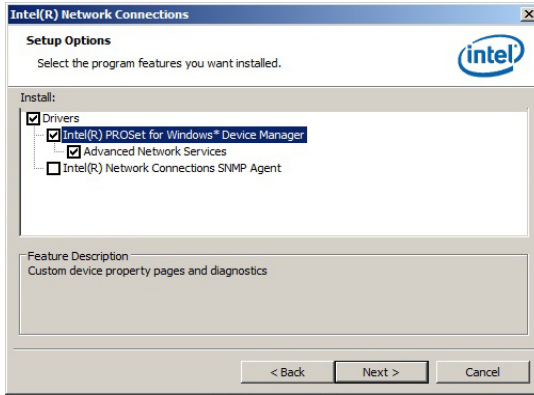 Intel(R) Network Connections
Setup Options
Select the program features you want installed.
intel
Install:
Drivers
Intel(R) PROSet for Windows* Device Manager
Advanced Network Services
Intel(R) Network Connections SNMP Agent
Feature Description
Custom device property pages and diagnostics
< Back Next > Cancel